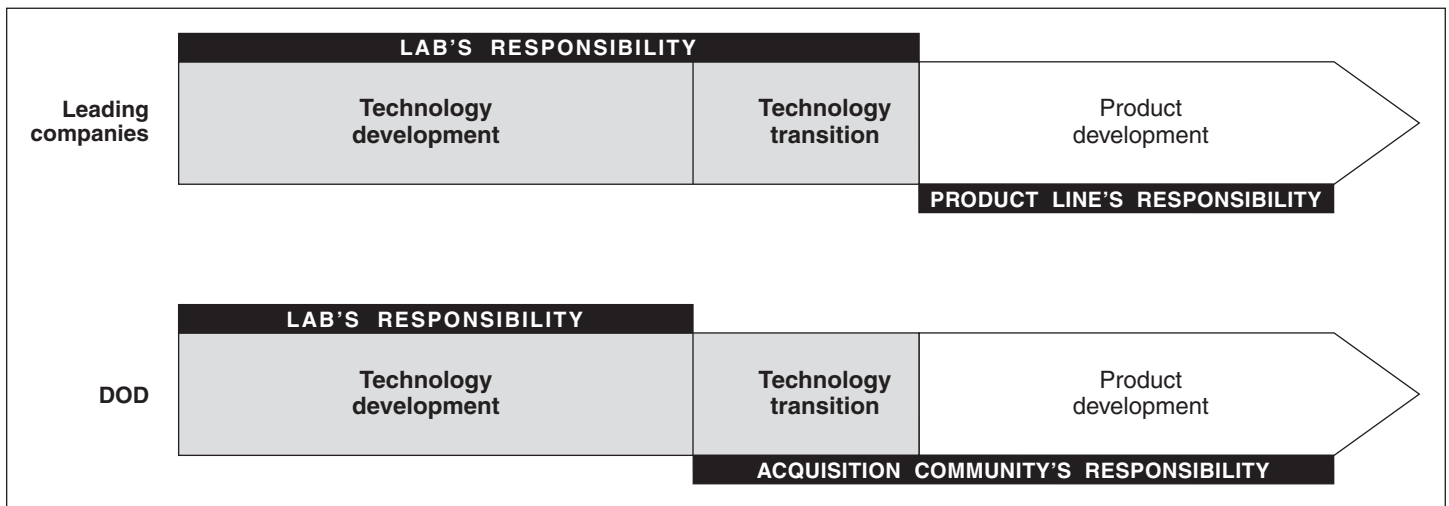 LAB'S RESPONSIBILITY
Leading
companies
Technology
development
Technology
transition
Product
development
PRODUCT LINE'S RESPONSIBILITY
LAB'S RESPONSIBILITY
DOD
Technology
development
Technology
transition
Product
development
ACQUISITION COMMUNITY'S RESPONSIBILITY